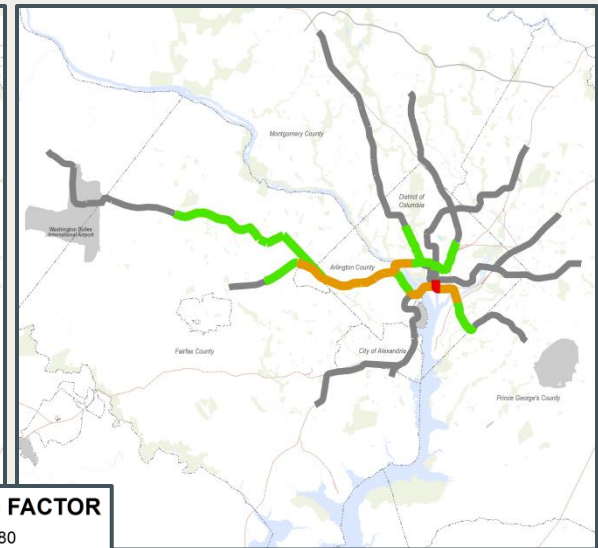 Montgomery County
District of
Columbia
Washington Dulles
International Airport
Arlington County
Fairfax County
City of Alexandria
Prince George's County
FACTOR
80